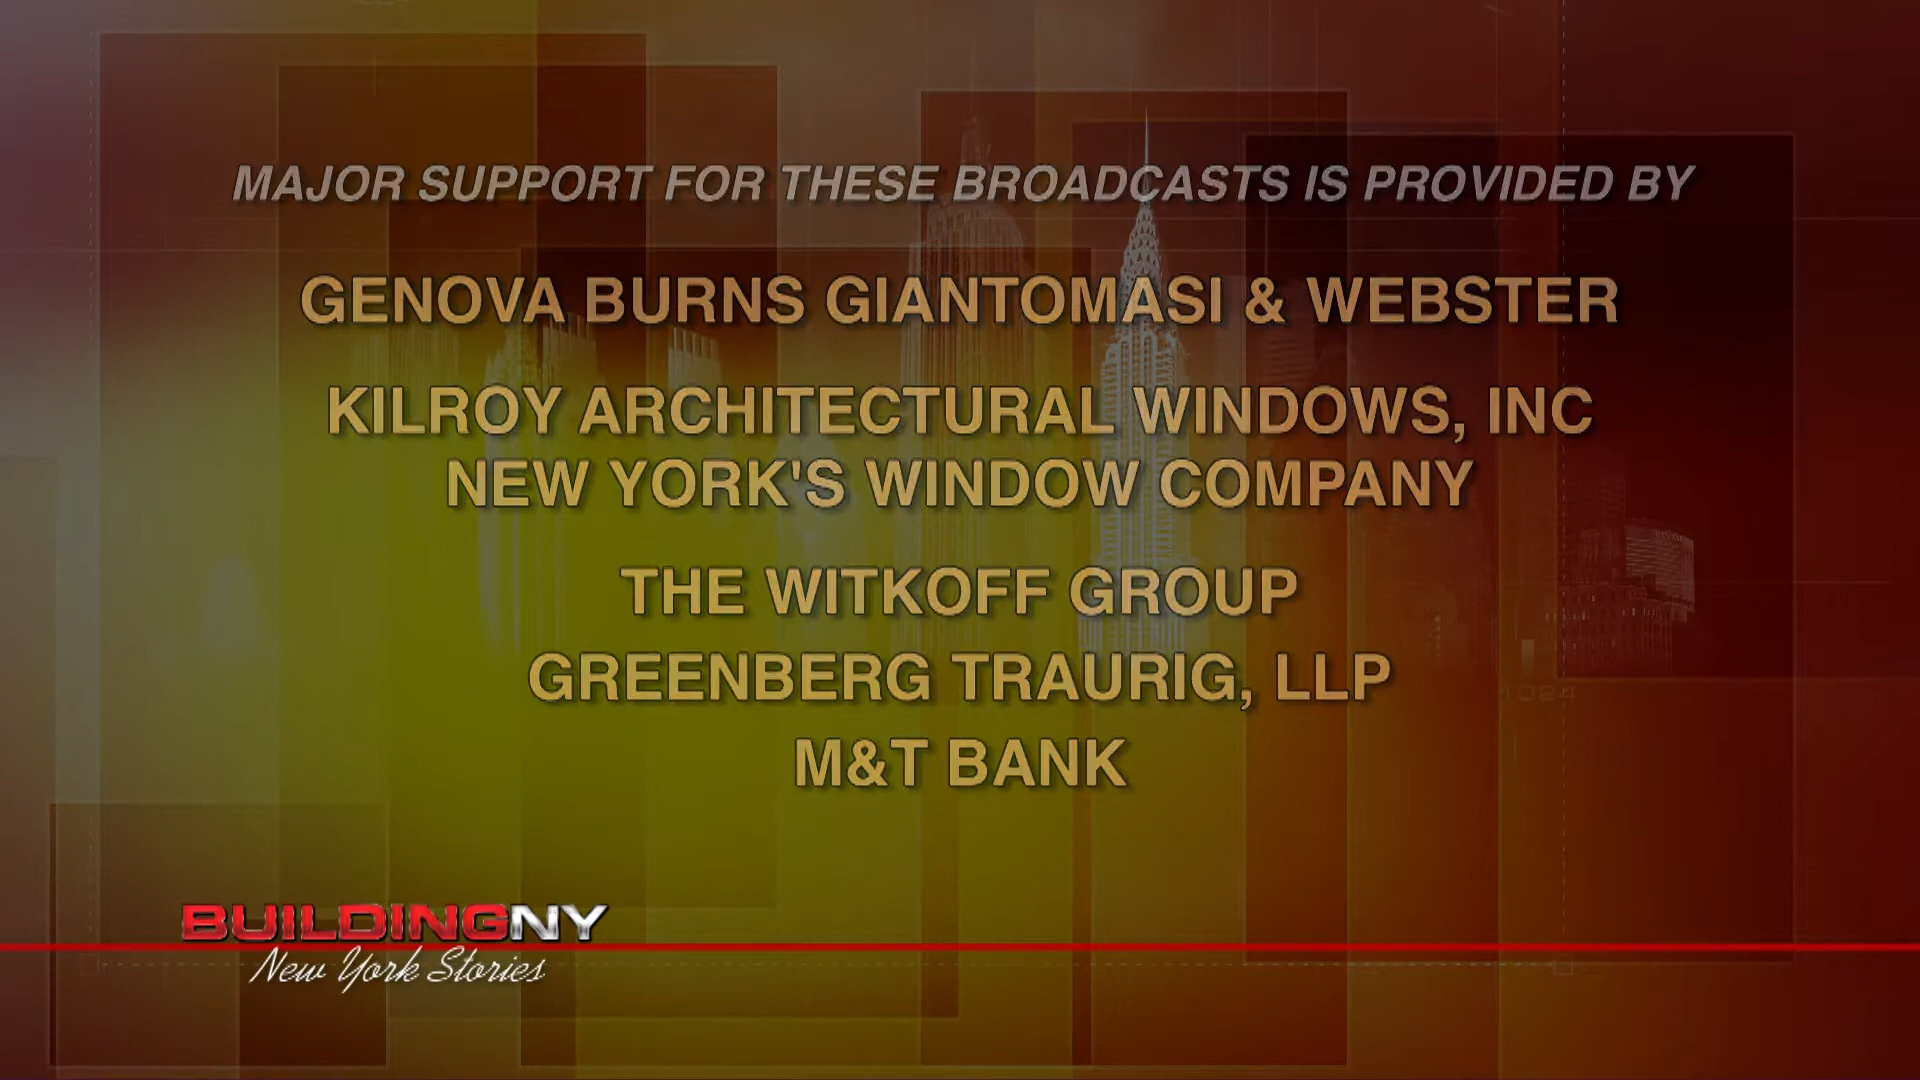 MAJOR SUPPORT FOR THESE BROADCASTS IS PROVIDED BY
GENOVA BURNS GIANTOMASI & WEBSTER
KILROY ARCHITECTURAL WINDOWS, INC
NEW YORK'S WINDOW COMPANY
THE WITKOFF GROUP
GREENBERG TRAURIG, LLP
1024
M&T BANK
BUILDINGNY
New York Stories